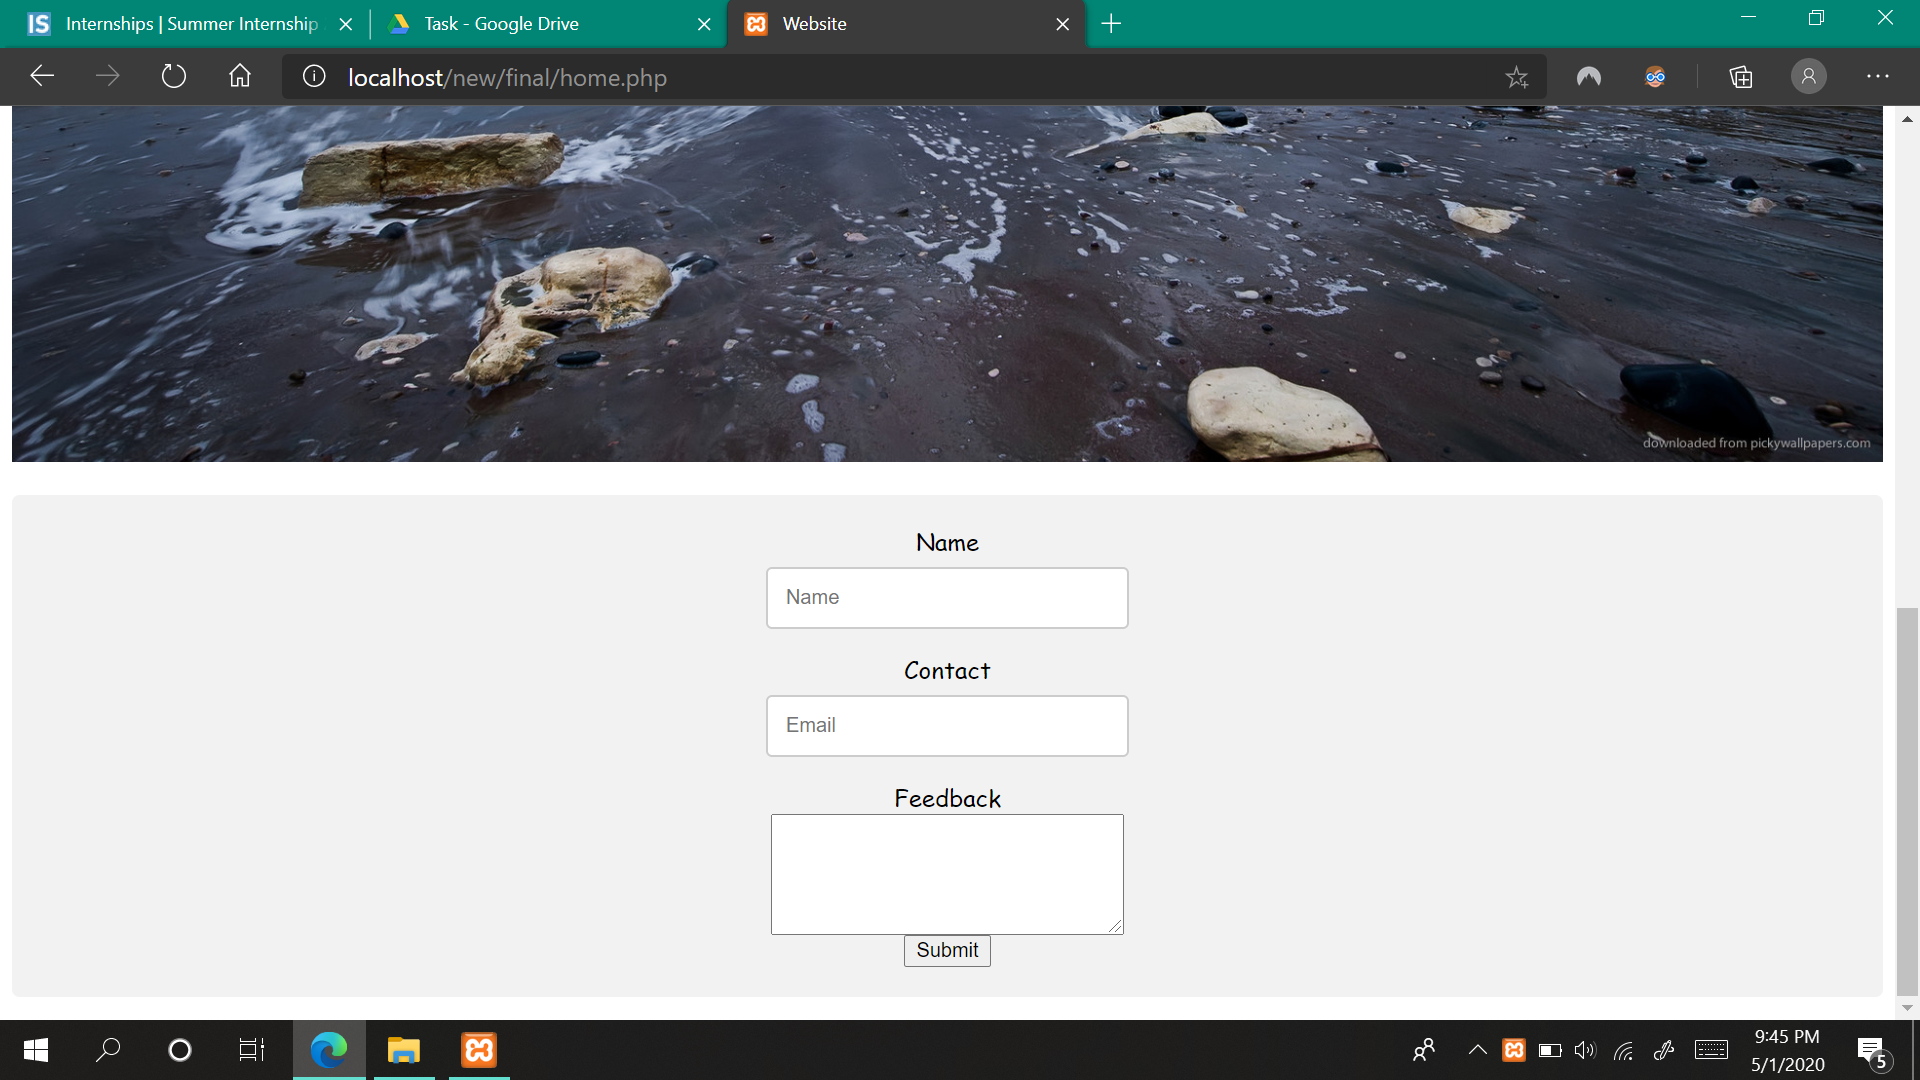 IS Internships | Summer Internship
Task - Google Drive
Website
localhost/new/final/home.php
downloaded from pickywallpapers.com
Name
Name
Contact
Email
Feedback
Submit
9:45 PM
5/1/2020
5